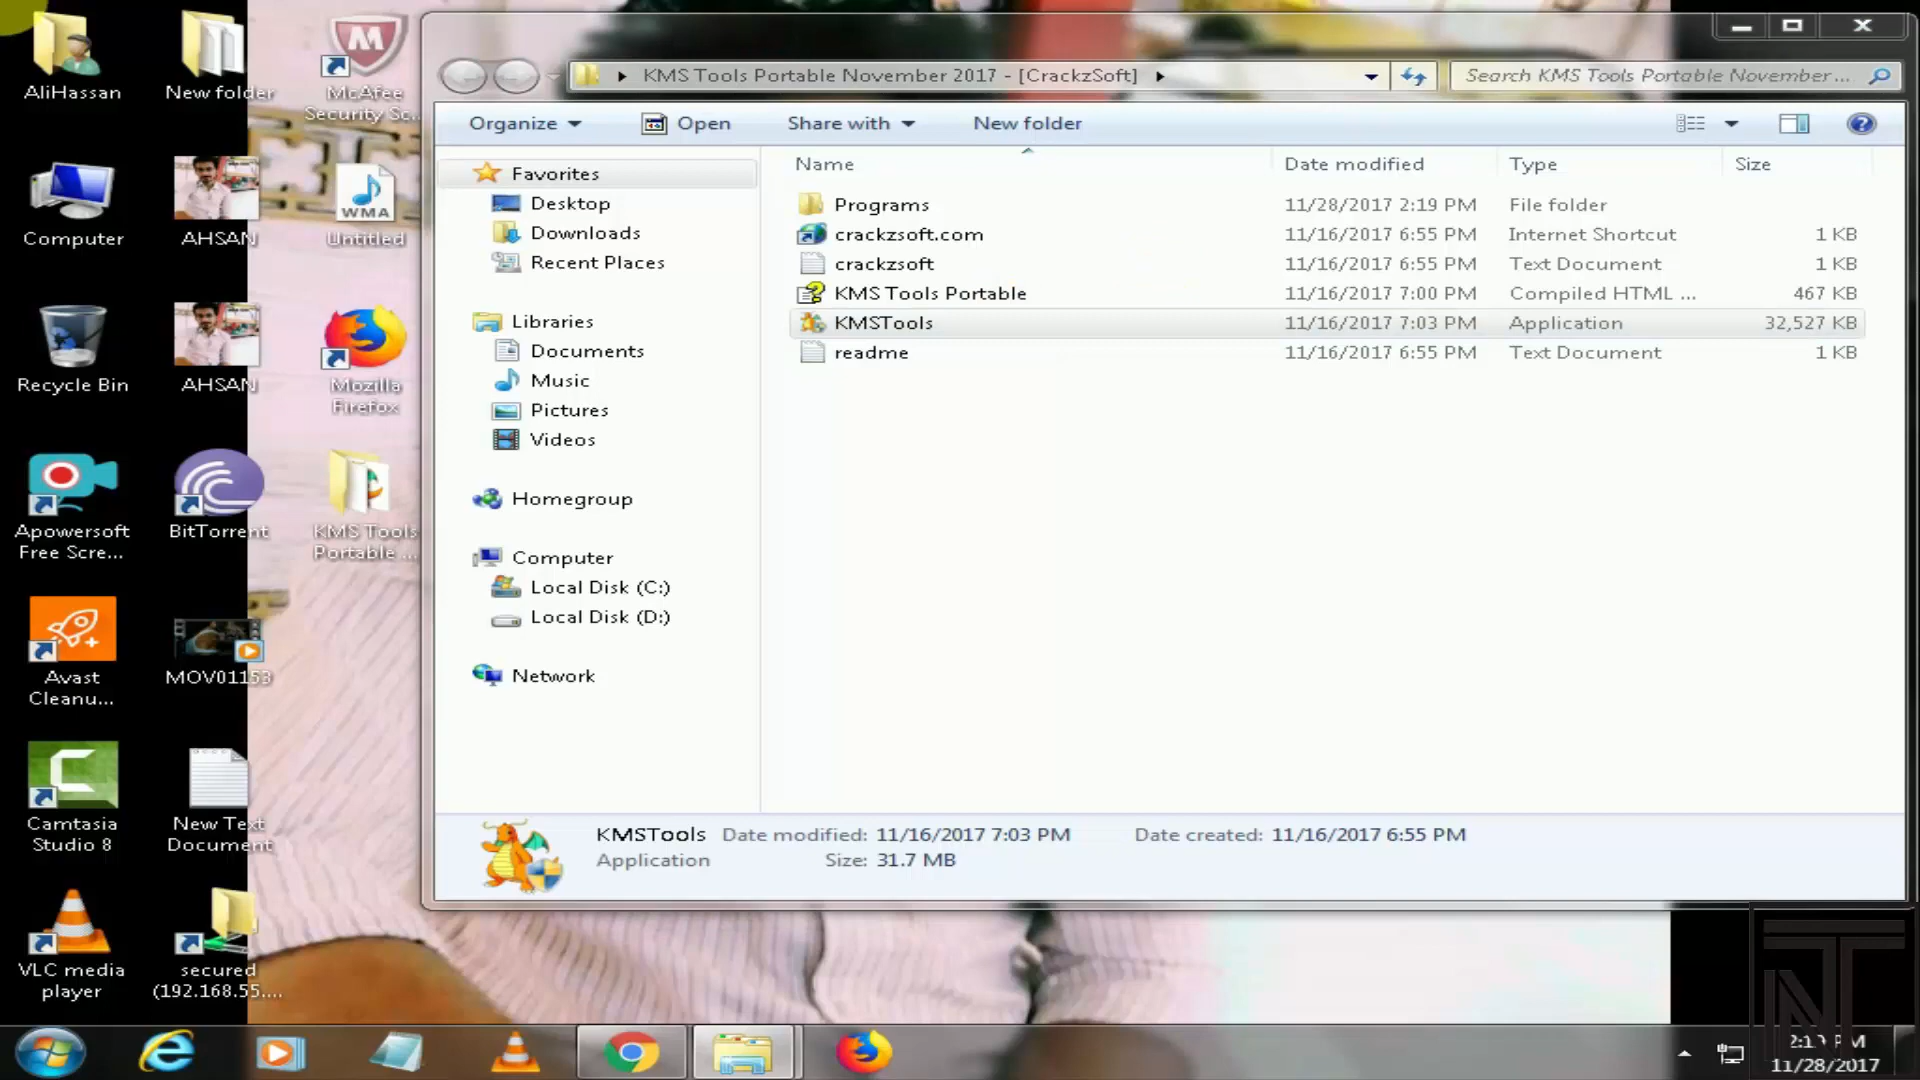 AliHassan
New folder
McAfee
Security Sc...
Computer
AHSAN
WMA
Untitled
Recycle Bin
AHSAN
Mozilla
Firefox
Apowersoft
Free Scre...
BitTorrent
KMS Tools
Portable ...
Avast
Cleanu...
MOV01153
Camtasia
Studio 8
New Text
Document
VLC media
player
secured
(192.168.55....
KMS Tools Portable November 2017 - [CrackzSoft]
Search KMS Tools Portable November ...
Organize
Open
Share with
New folder
Favorites
Desktop
Downloads
Recent Places
Libraries
Documents
Music
Pictures
Videos
Homegroup
Computer
Local Disk (C:)
Local Disk (D:)
Network
Name Date modified Type Size
Programs 11/28/2017 2:19 PM File folder
crackzsoft.com 11/16/2017 6:55 PM Internet Shortcut 1 KB
crackzsoft 11/16/2017 6:55 PM Text Document 1 KB
KMS Tools Portable 11/16/2017 7:00 PM Compiled HTML ... 467 KB
KMSTools 11/16/2017 7:03 PM Application 32,527 KB
readme 11/16/2017 6:55 PM Text Document 1 KB
KMSTools Date modified: 11/16/2017 7:03 PM Date created: 11/16/2017 6:55 PM
Application Size: 31.7 MB
11/28/2017